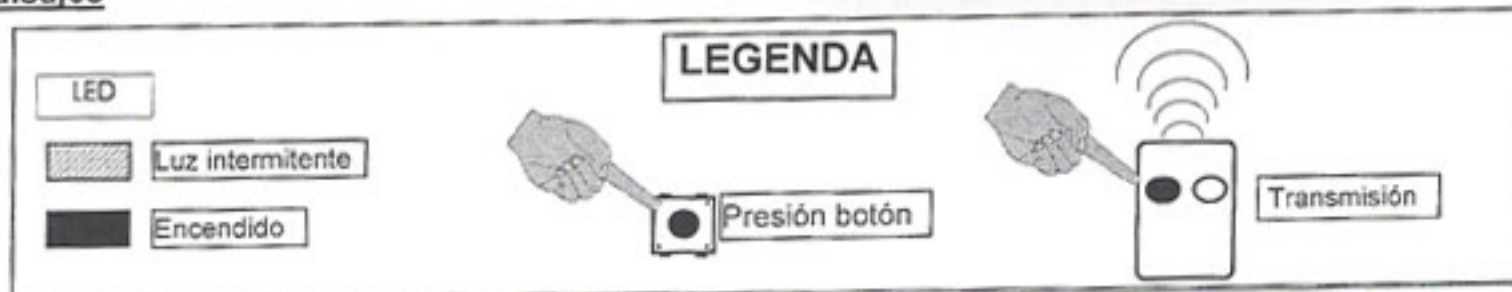 LEGENDA
LED
Luz intermitente
Encendido
Presión botón
Transmisión